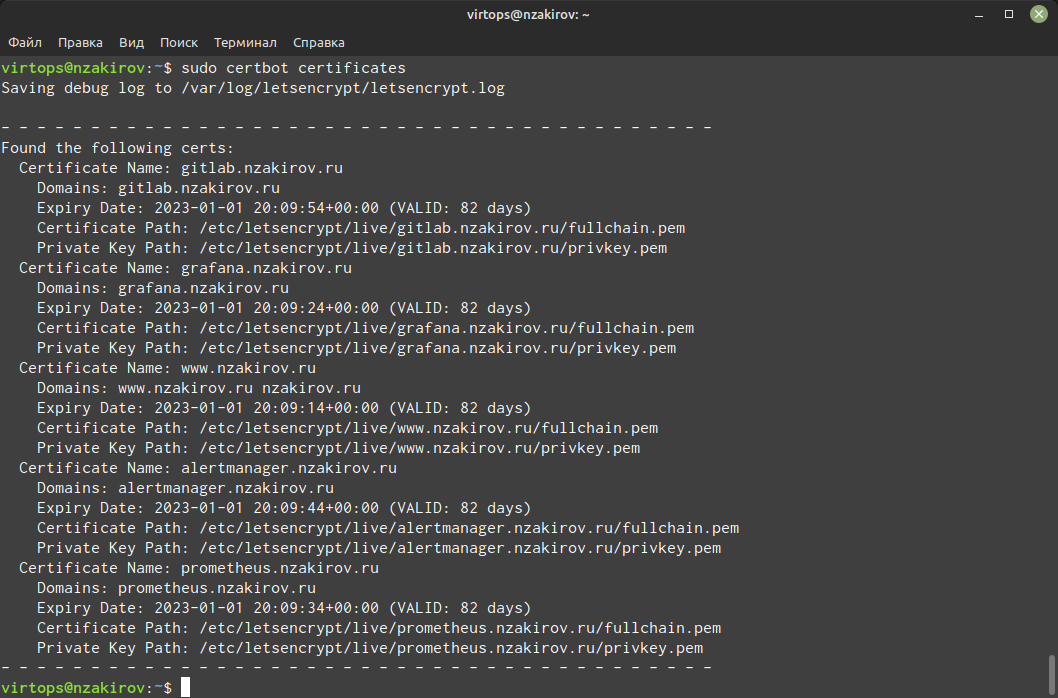 virtops@nzakirov: ~
Файл Правка Вид Поиск Терминал Справка
virtops@nzakirov:~$ sudo certbot certificates
Saving debug log to /var/log/letsencrypt/letsencrypt.log
- - - - - - - - - - - - - - - - - - - - - - - - - - - - - - - - - - - - - - - -
Found the following certs:
  Certificate Name: gitlab.nzakirov.ru
    Domains: gitlab.nzakirov.ru
    Expiry Date: 2023-01-01 20:09:54+00:00 (VALID: 82 days)
    Certificate Path: /etc/letsencrypt/live/gitlab.nzakirov.ru/fullchain.pem
    Private Key Path: /etc/letsencrypt/live/gitlab.nzakirov.ru/privkey.pem
  Certificate Name: grafana.nzakirov.ru
    Domains: grafana.nzakirov.ru
    Expiry Date: 2023-01-01 20:09:24+00:00 (VALID: 82 days)
    Certificate Path: /etc/letsencrypt/live/grafana.nzakirov.ru/fullchain.pem
    Private Key Path: /etc/letsencrypt/live/grafana.nzakirov.ru/privkey.pem
  Certificate Name: www.nzakirov.ru
    Domains: www.nzakirov.ru nzakirov.ru
    Expiry Date: 2023-01-01 20:09:14+00:00 (VALID: 82 days)
    Certificate Path: /etc/letsencrypt/live/www.nzakirov.ru/fullchain.pem
    Private Key Path: /etc/letsencrypt/live/www.nzakirov.ru/privkey.pem
  Certificate Name: alertmanager.nzakirov.ru
    Domains: alertmanager.nzakirov.ru
    Expiry Date: 2023-01-01 20:09:44+00:00 (VALID: 82 days)
    Certificate Path: /etc/letsencrypt/live/alertmanager.nzakirov.ru/fullchain.pem
    Private Key Path: /etc/letsencrypt/live/alertmanager.nzakirov.ru/privkey.pem
  Certificate Name: prometheus.nzakirov.ru
    Domains: prometheus.nzakirov.ru
    Expiry Date: 2023-01-01 20:09:34+00:00 (VALID: 82 days)
    Certificate Path: /etc/letsencrypt/live/prometheus.nzakirov.ru/fullchain.pem
    Private Key Path: /etc/letsencrypt/live/prometheus.nzakirov.ru/privkey.pem
- - - - - - - - - - - - - - - - - - - - - - - - - - - - - - - - - - - - - - - -
virtops@nzakirov:~$